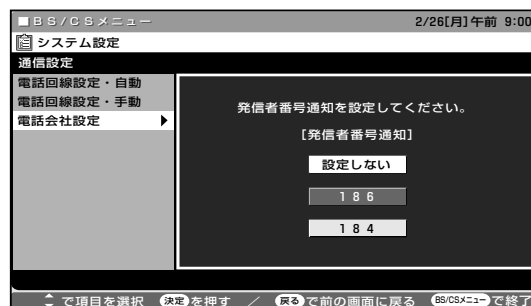 ■BS/CSメニュー 2/26[月]午前 9:00
システム設定
通信設定
電話回線設定・自動
電話回線設定・手動
電話会社設定
発信者番号通知を設定してください。
[発信者番号通知]
設定しない
186
184
で項目を選択 決定を押す / 戻るで前の画面に戻る BS/CSメニューで終了